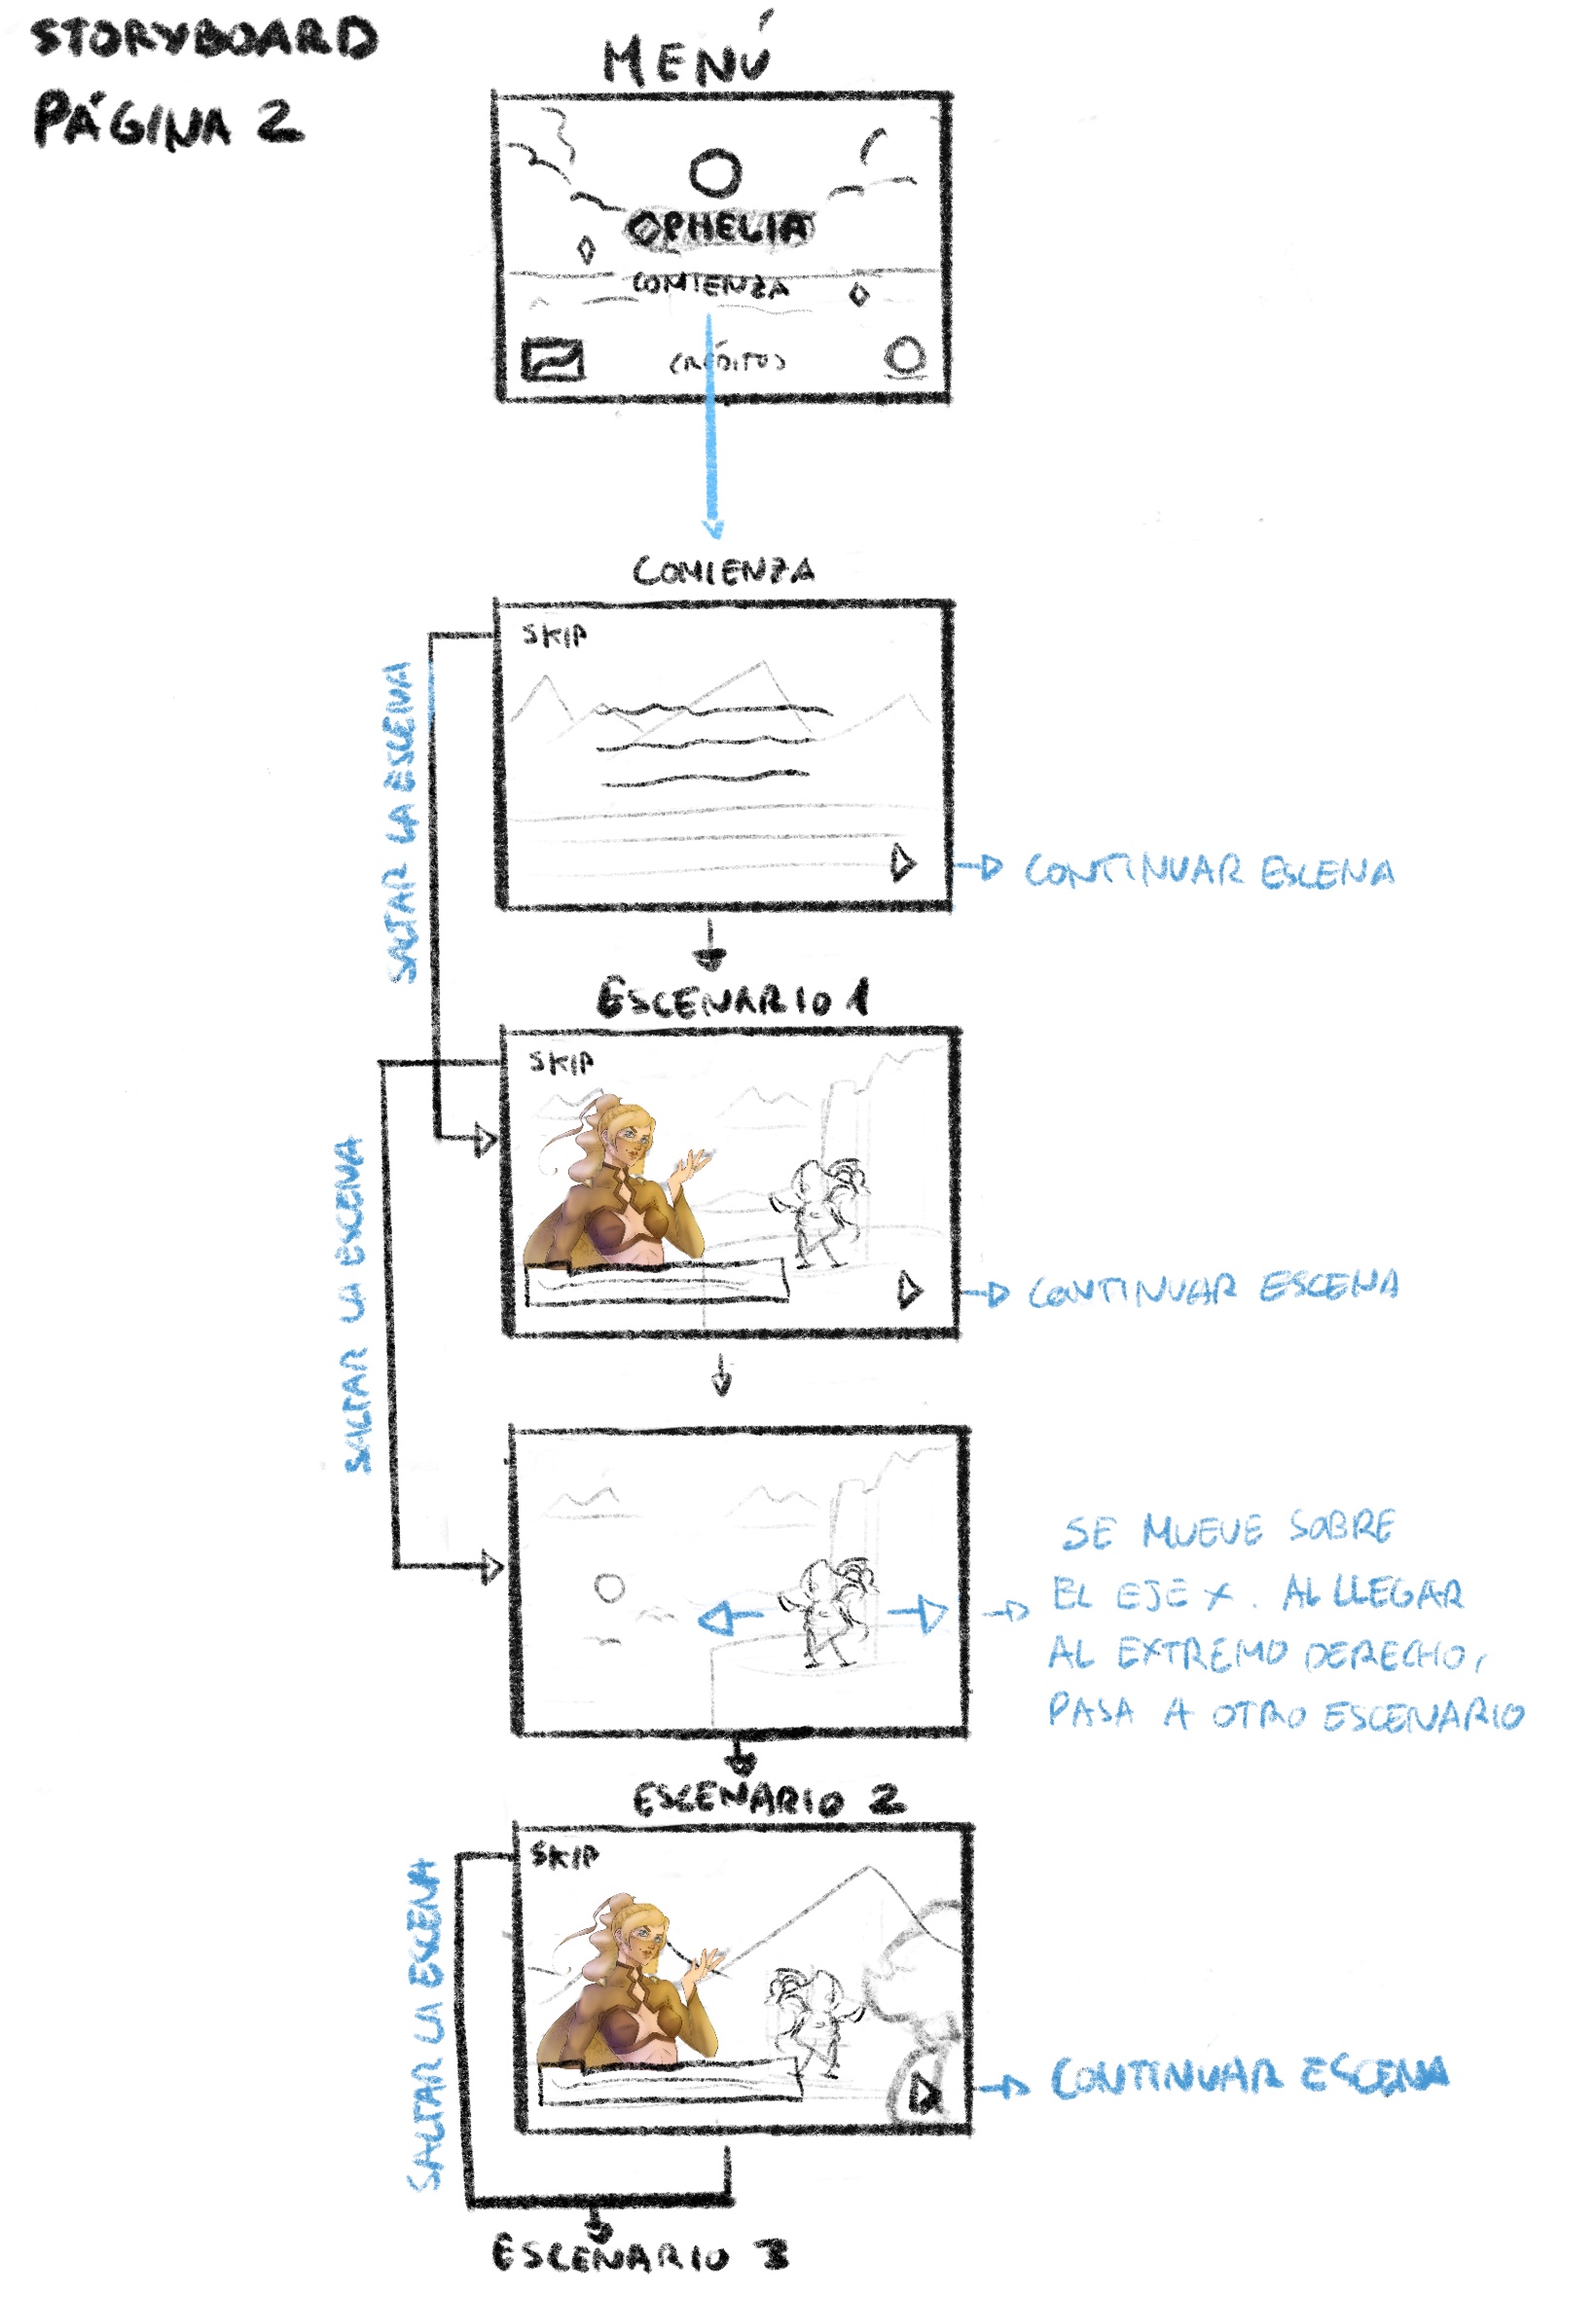 STORYBOARD
PÁGINA 2
MENÚ
OPHELIA
COMIENZA
CRÉDITOS
COMIENZA
SKIP
SALTAR LA ESCENA
CONTINUAR ESCENA
ESCENARIO 1
SKIP
SALTAR LA ESCENA
CONTINUAR ESCENA
SE MUEVE SOBRE
EL EJE X. AL LLEGAR
AL EXTREMO DERECHO,
PASA A OTRO ESCENARIO
ESCENARIO 2
SKIP
SALTAR LA ESCENA
CONTINUAR ESCENA
ESCENARIO 3